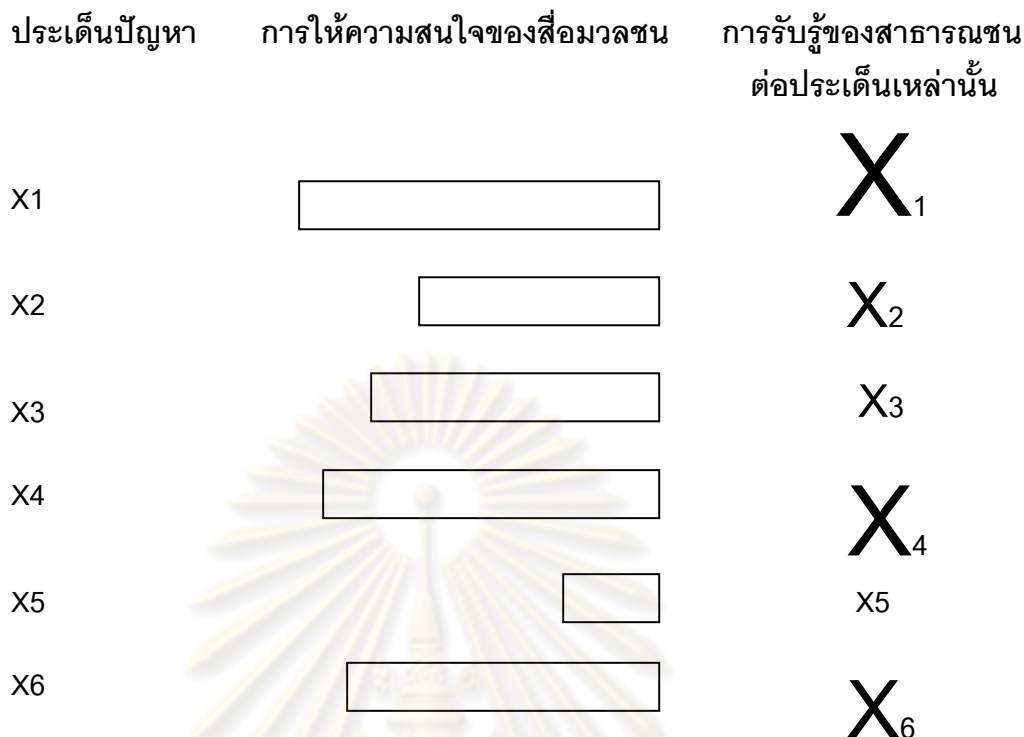 ประเด็นปัญหา การให้ความสนใจของสื่อมวลชน การรับรู้ของสาธารณชน
ต่อประเด็นเหล่านั้น
X1 X1
X2 X2
X3 X3
X4 X4
X5 X5
X6 X6